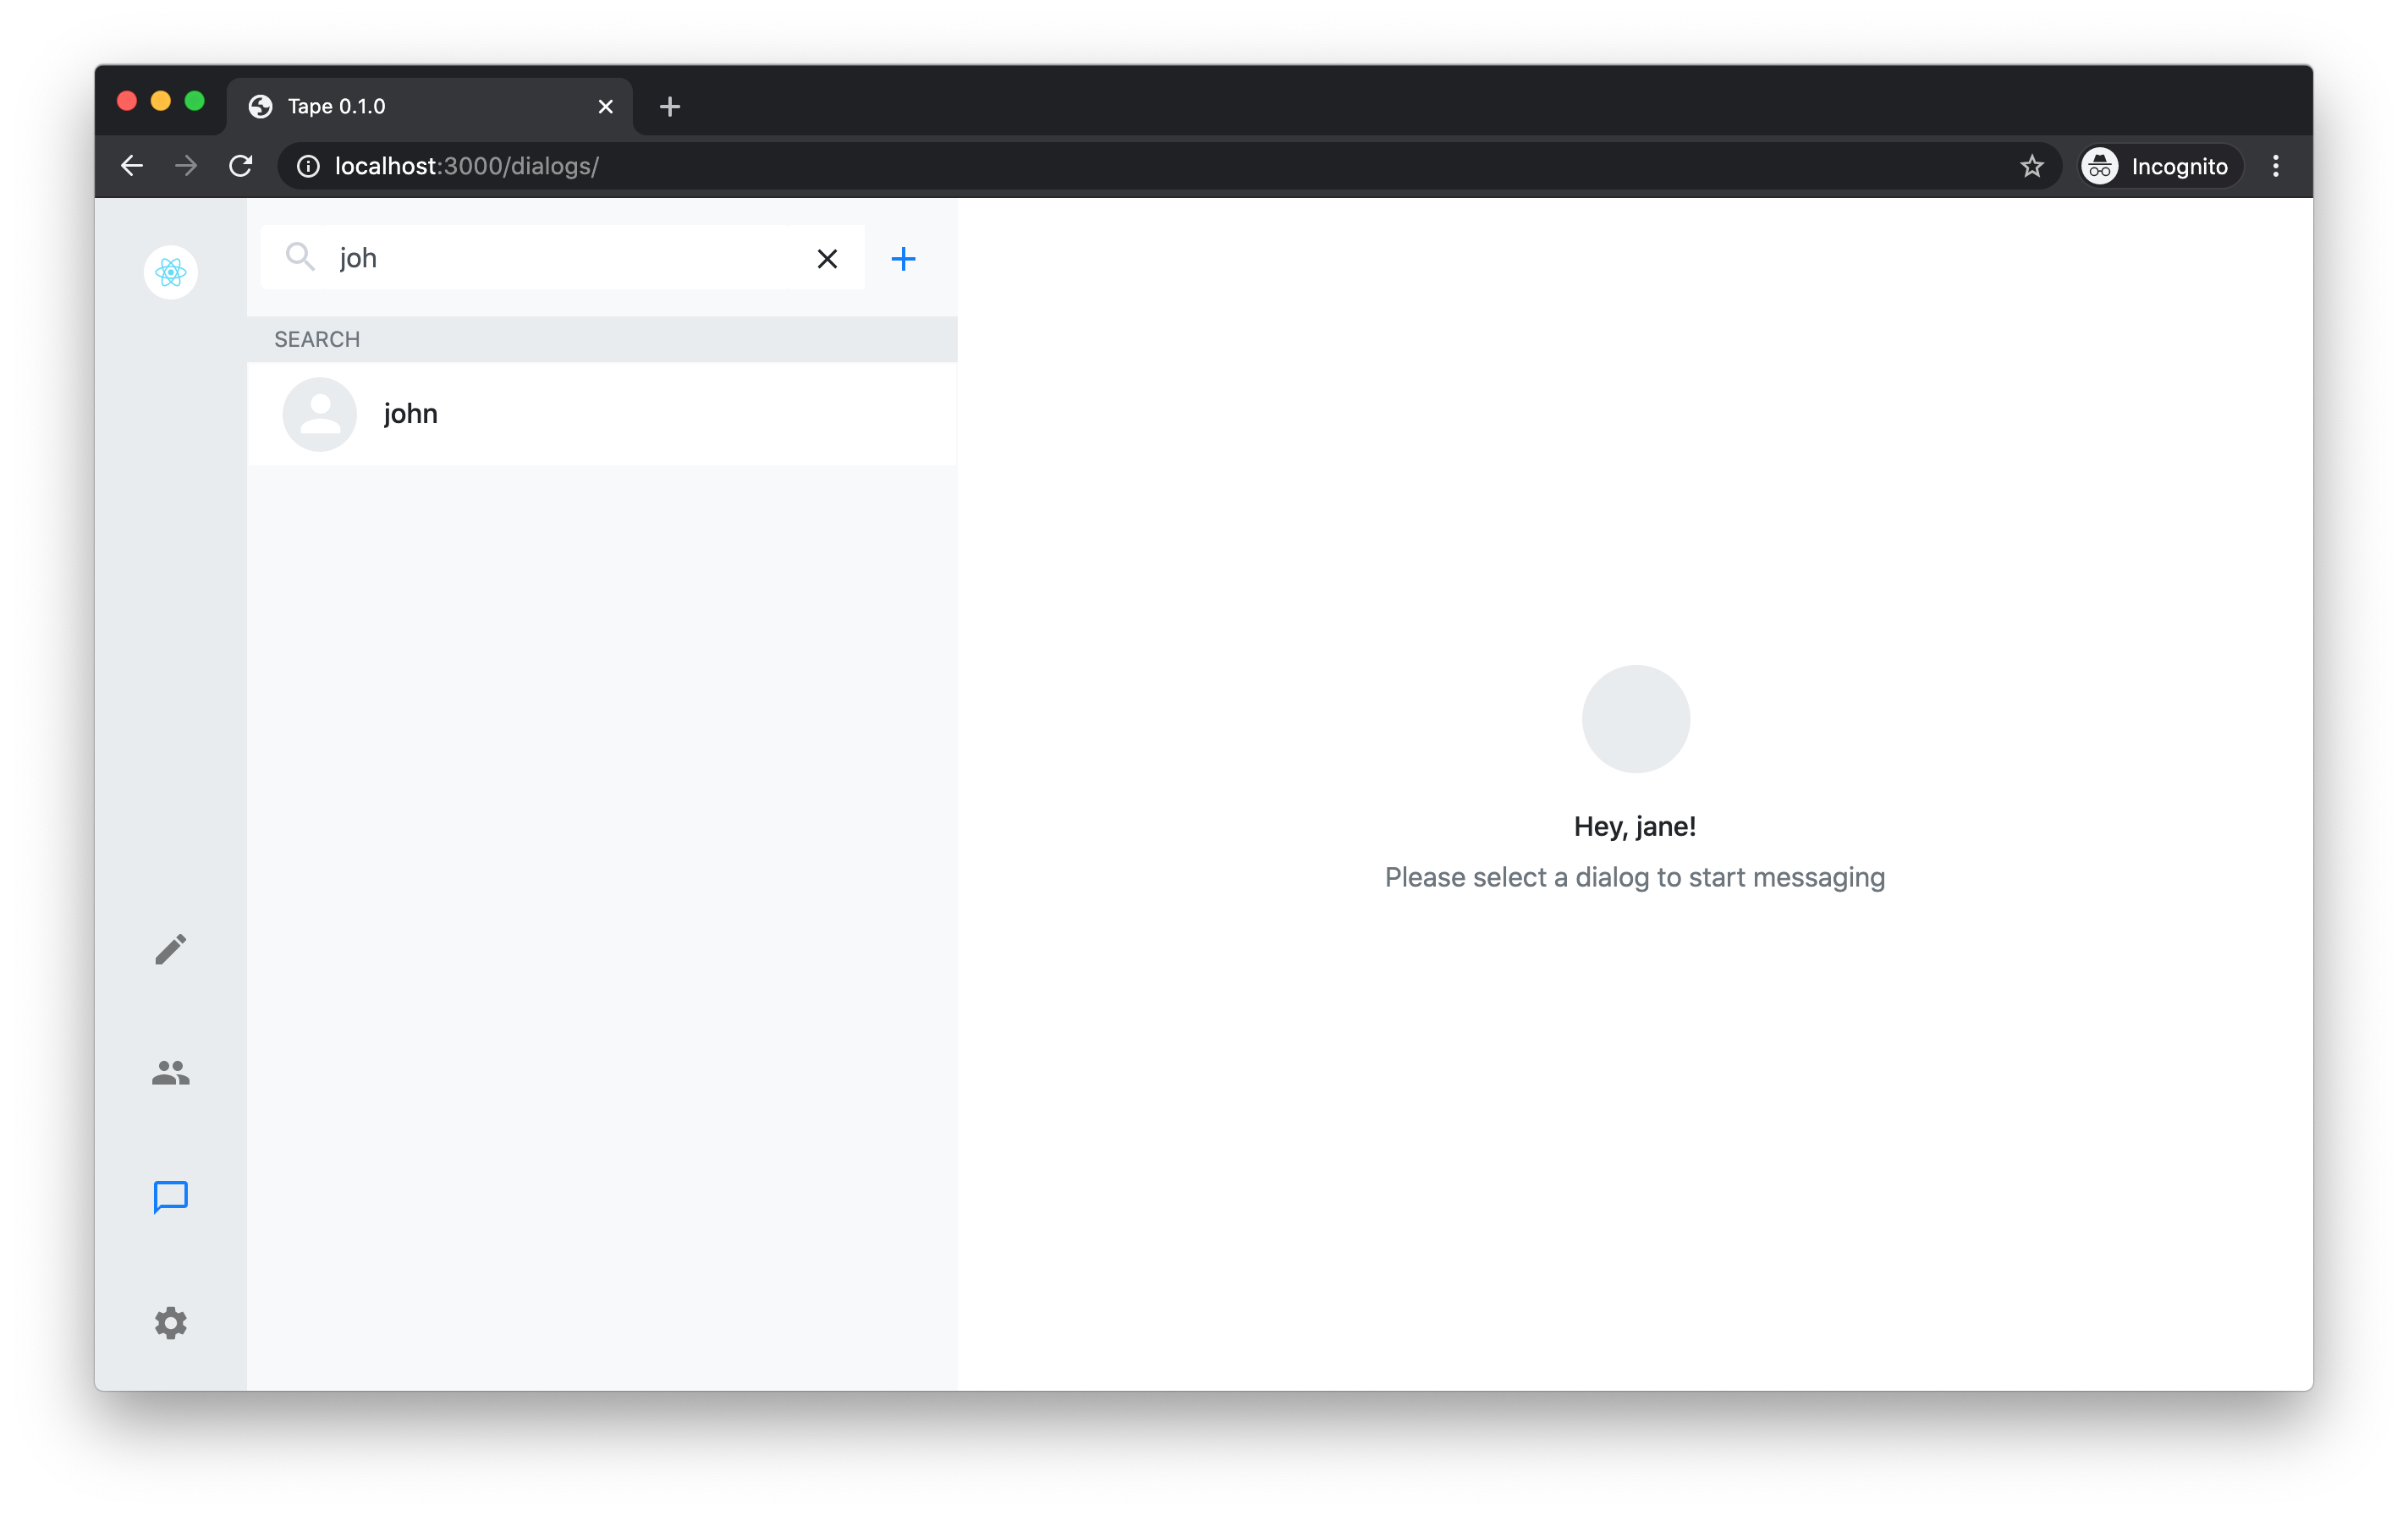 Tape 0.1.0
localhost:3000/dialogs/
Incognito
joh
SEARCH
john
Hey, jane!
Please select a dialog to start messaging